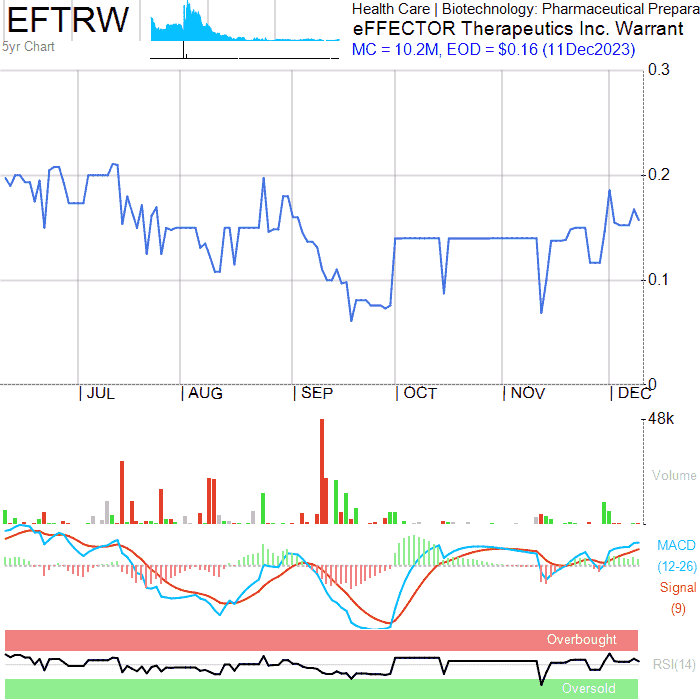 EFTRW
5yr Chart
Health Care | Biotechnology: Pharmaceutical Prepara
eFFECTOR Therapeutics Inc. Warrant
MC = 10.2M, EOD = $0.16 (11Dec2023)
0.3
0.2
0.1
0
JUL
AUG
SEP
OCT
NOV
DEC
48k
Volume
MACD
(12-26)
Signal
(9)
Overbought
RSI(14)
Oversold